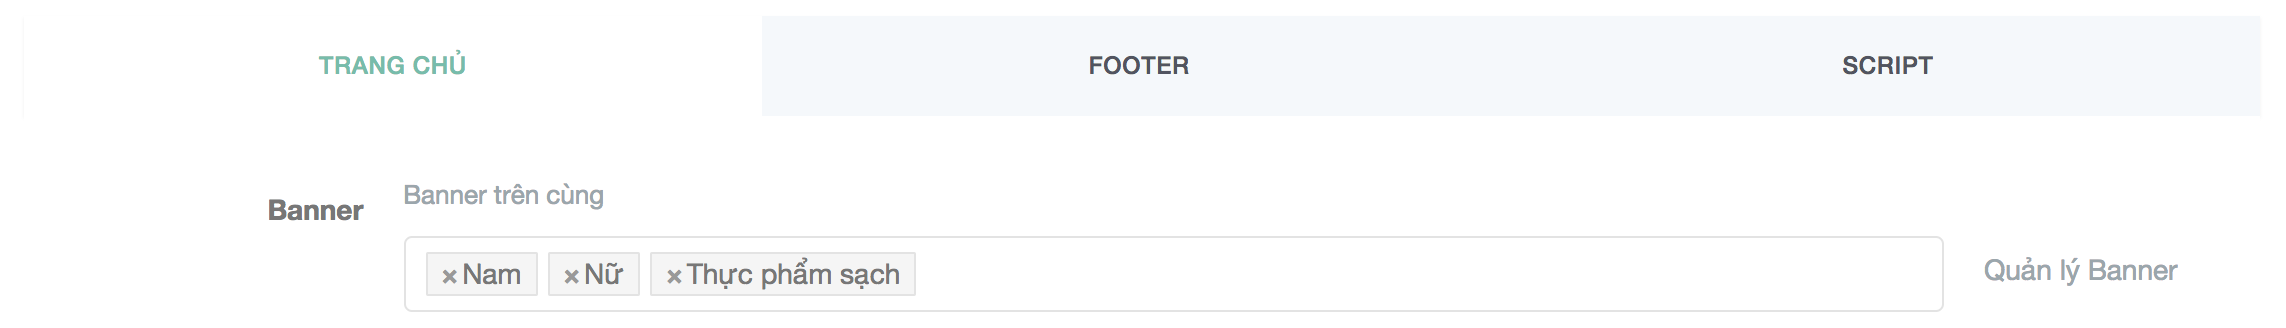 TRANG CHỦ FOOTER SCRIPT
Banner trên cùng
Banner
×Nam ×Nữ ×Thực phẩm sạch Quản lý Banner